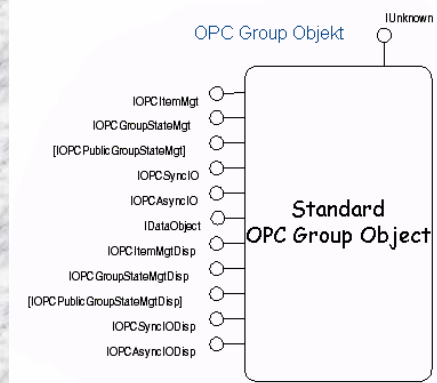 IUnknown
OPC Group Objekt
IOPCItemMgt
IOPCGroupStateMgt
[IOPCPublicGroupStateMgt]
IOPCSyncIO
IOPCAsyncIO
IDataObject
IOPCItemMgtDisp
IOPCGroupStateMgtDisp
[IOPCPublicGroupStateMgtDisp]
IOPCSyncIODisp
IOPCAsyncIODisp
Standard
OPC Group Object